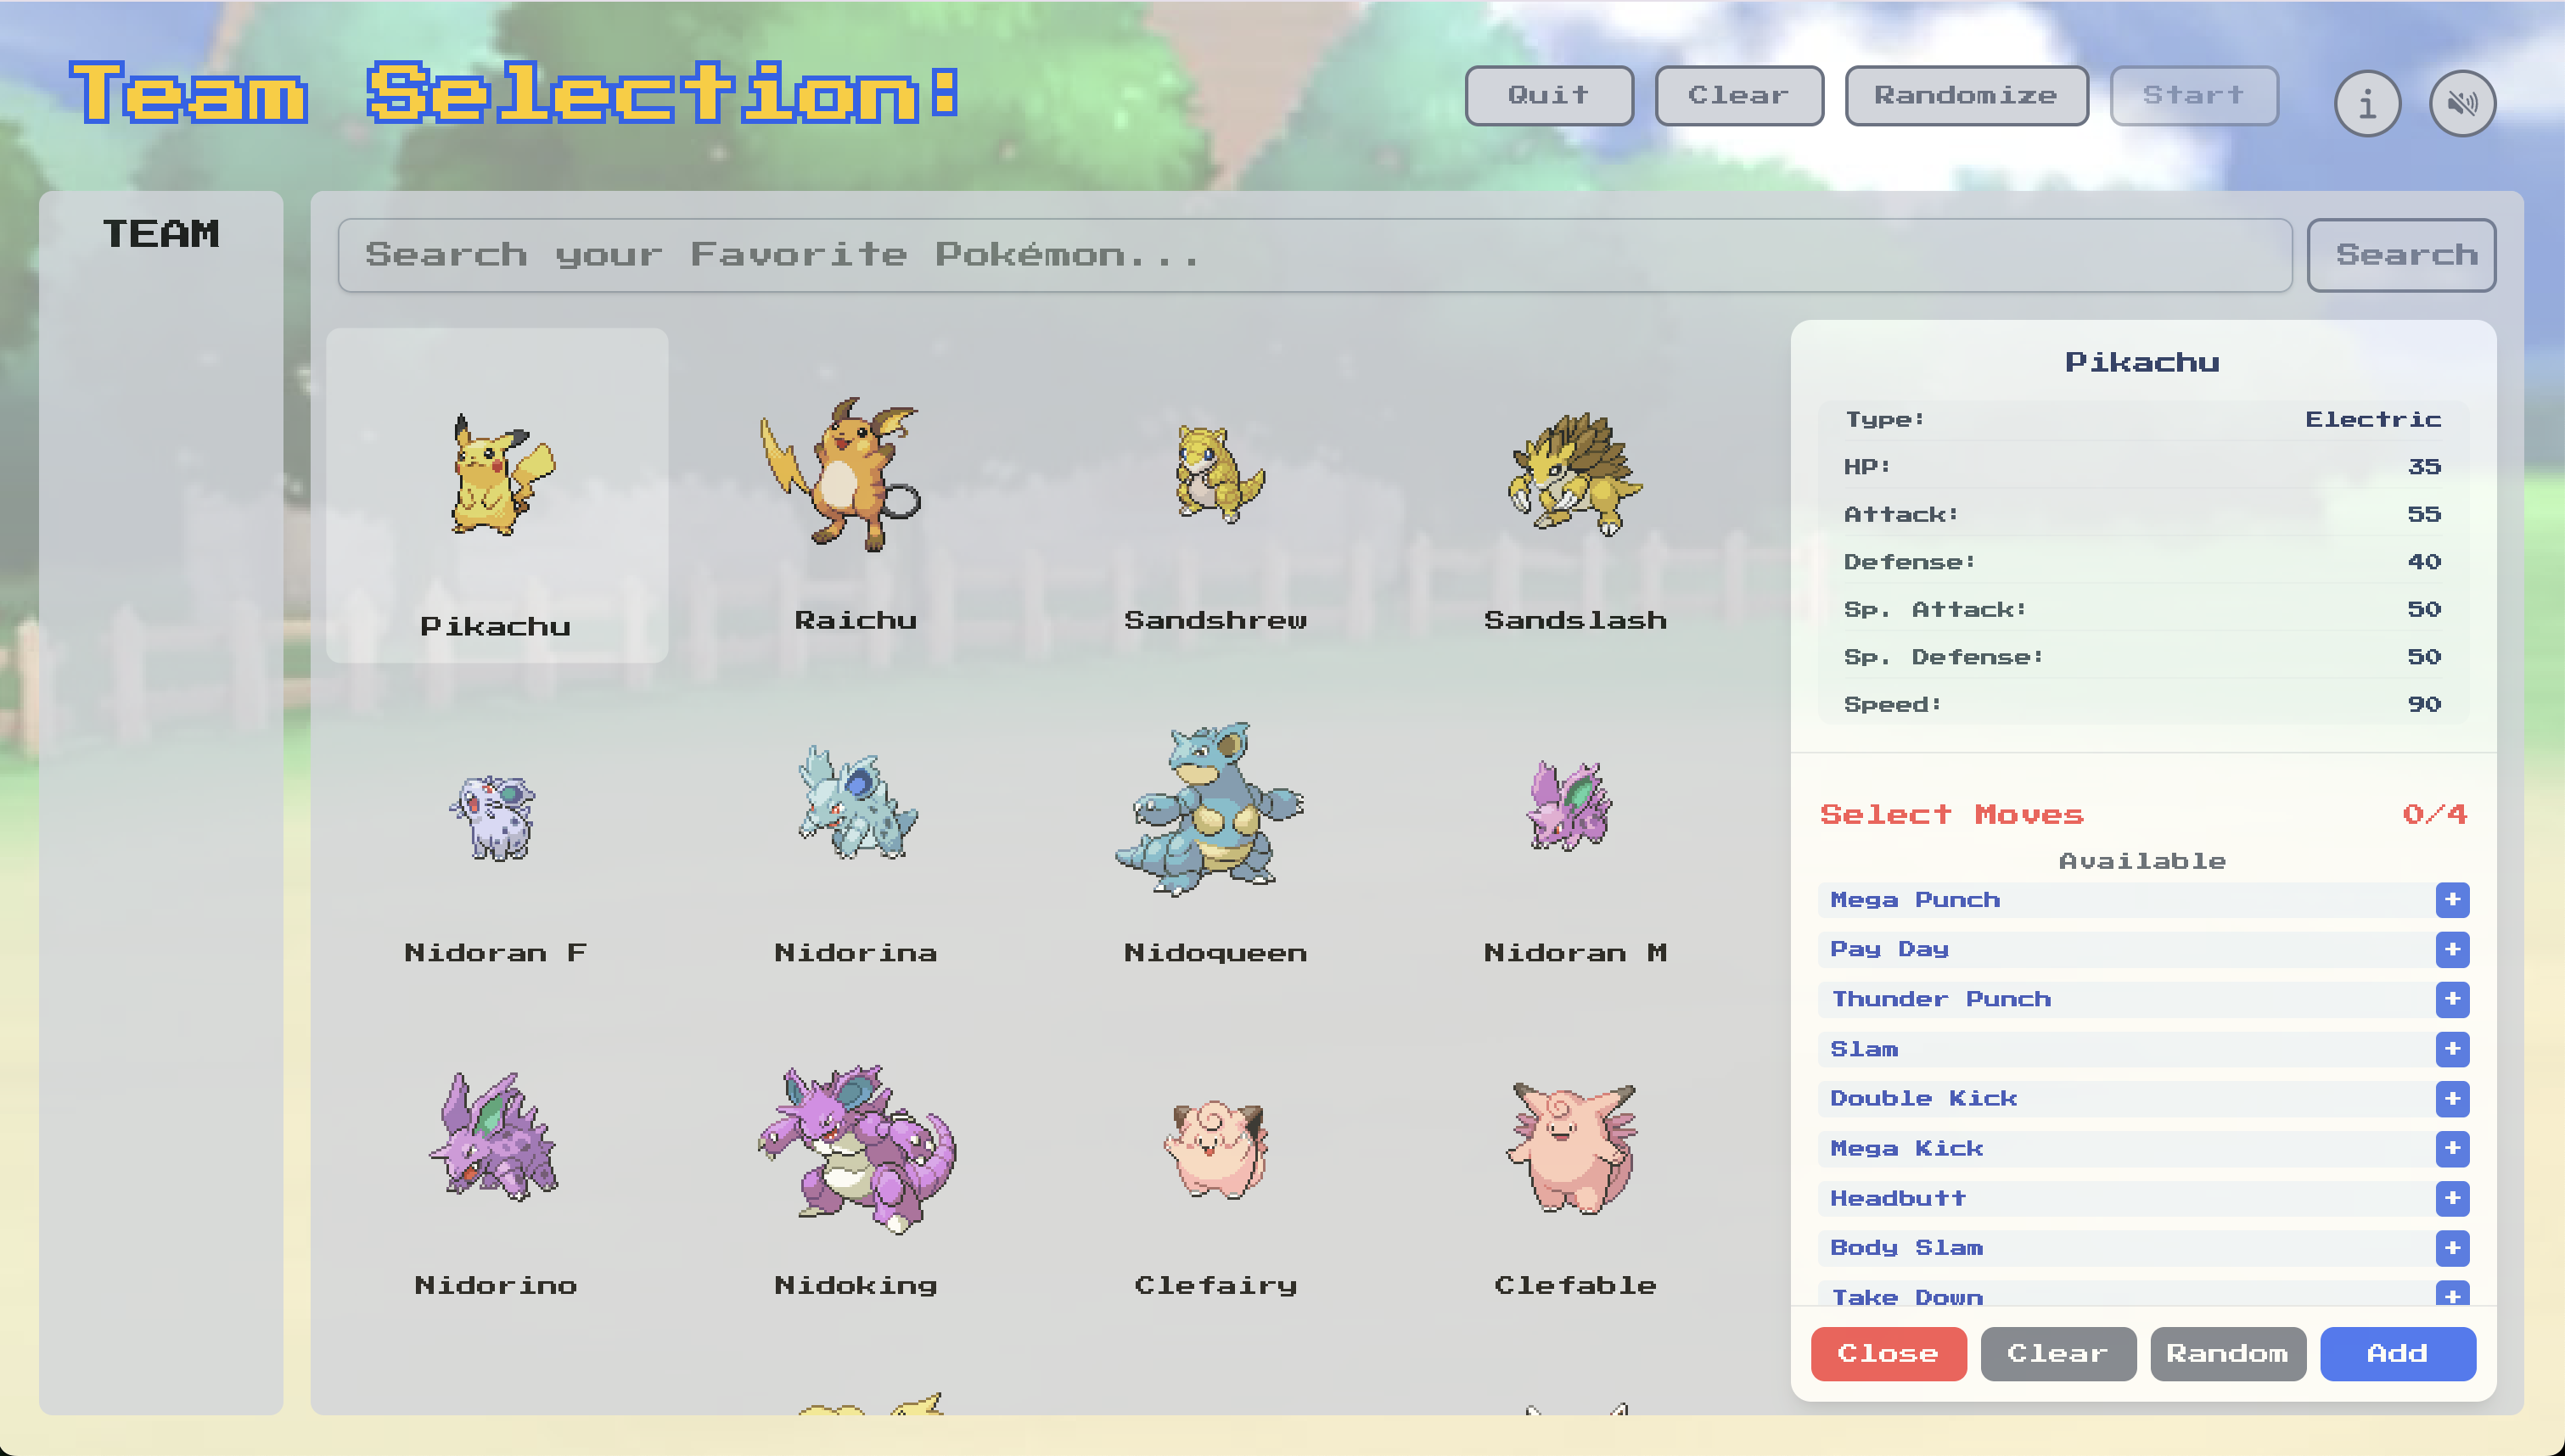 Team Selection:
Quit
Clear
Randomize
Start
i
TEAM
Search your Favorite Pokémon...
Search
Pikachu
Raichu
Sandshrew
Sandslash
Nidoran F
Nidorina
Nidoqueen
Nidoran M
Nidorino
Nidoking
Clefairy
Clefable
Pikachu
Type: Electric
HP: 35
Attack: 55
Defense: 40
Sp. Attack: 50
Sp. Defense: 50
Speed: 90
Select Moves 0/4
Available
Mega Punch +
Pay Day +
Thunder Punch +
Slam +
Double Kick +
Mega Kick +
Headbutt +
Body Slam +
Take Down +
Close
Clear
Random
Add